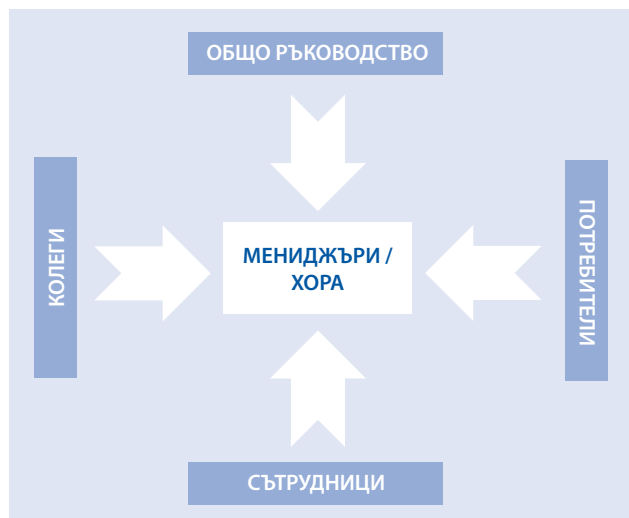 ОБЩО РЪКОВОДСТВО
КОЛЕГИ
МЕНИДЖЪРИ /
ХОРА
ПОТРЕБИТЕЛИ
СЪТРУДНИЦИ